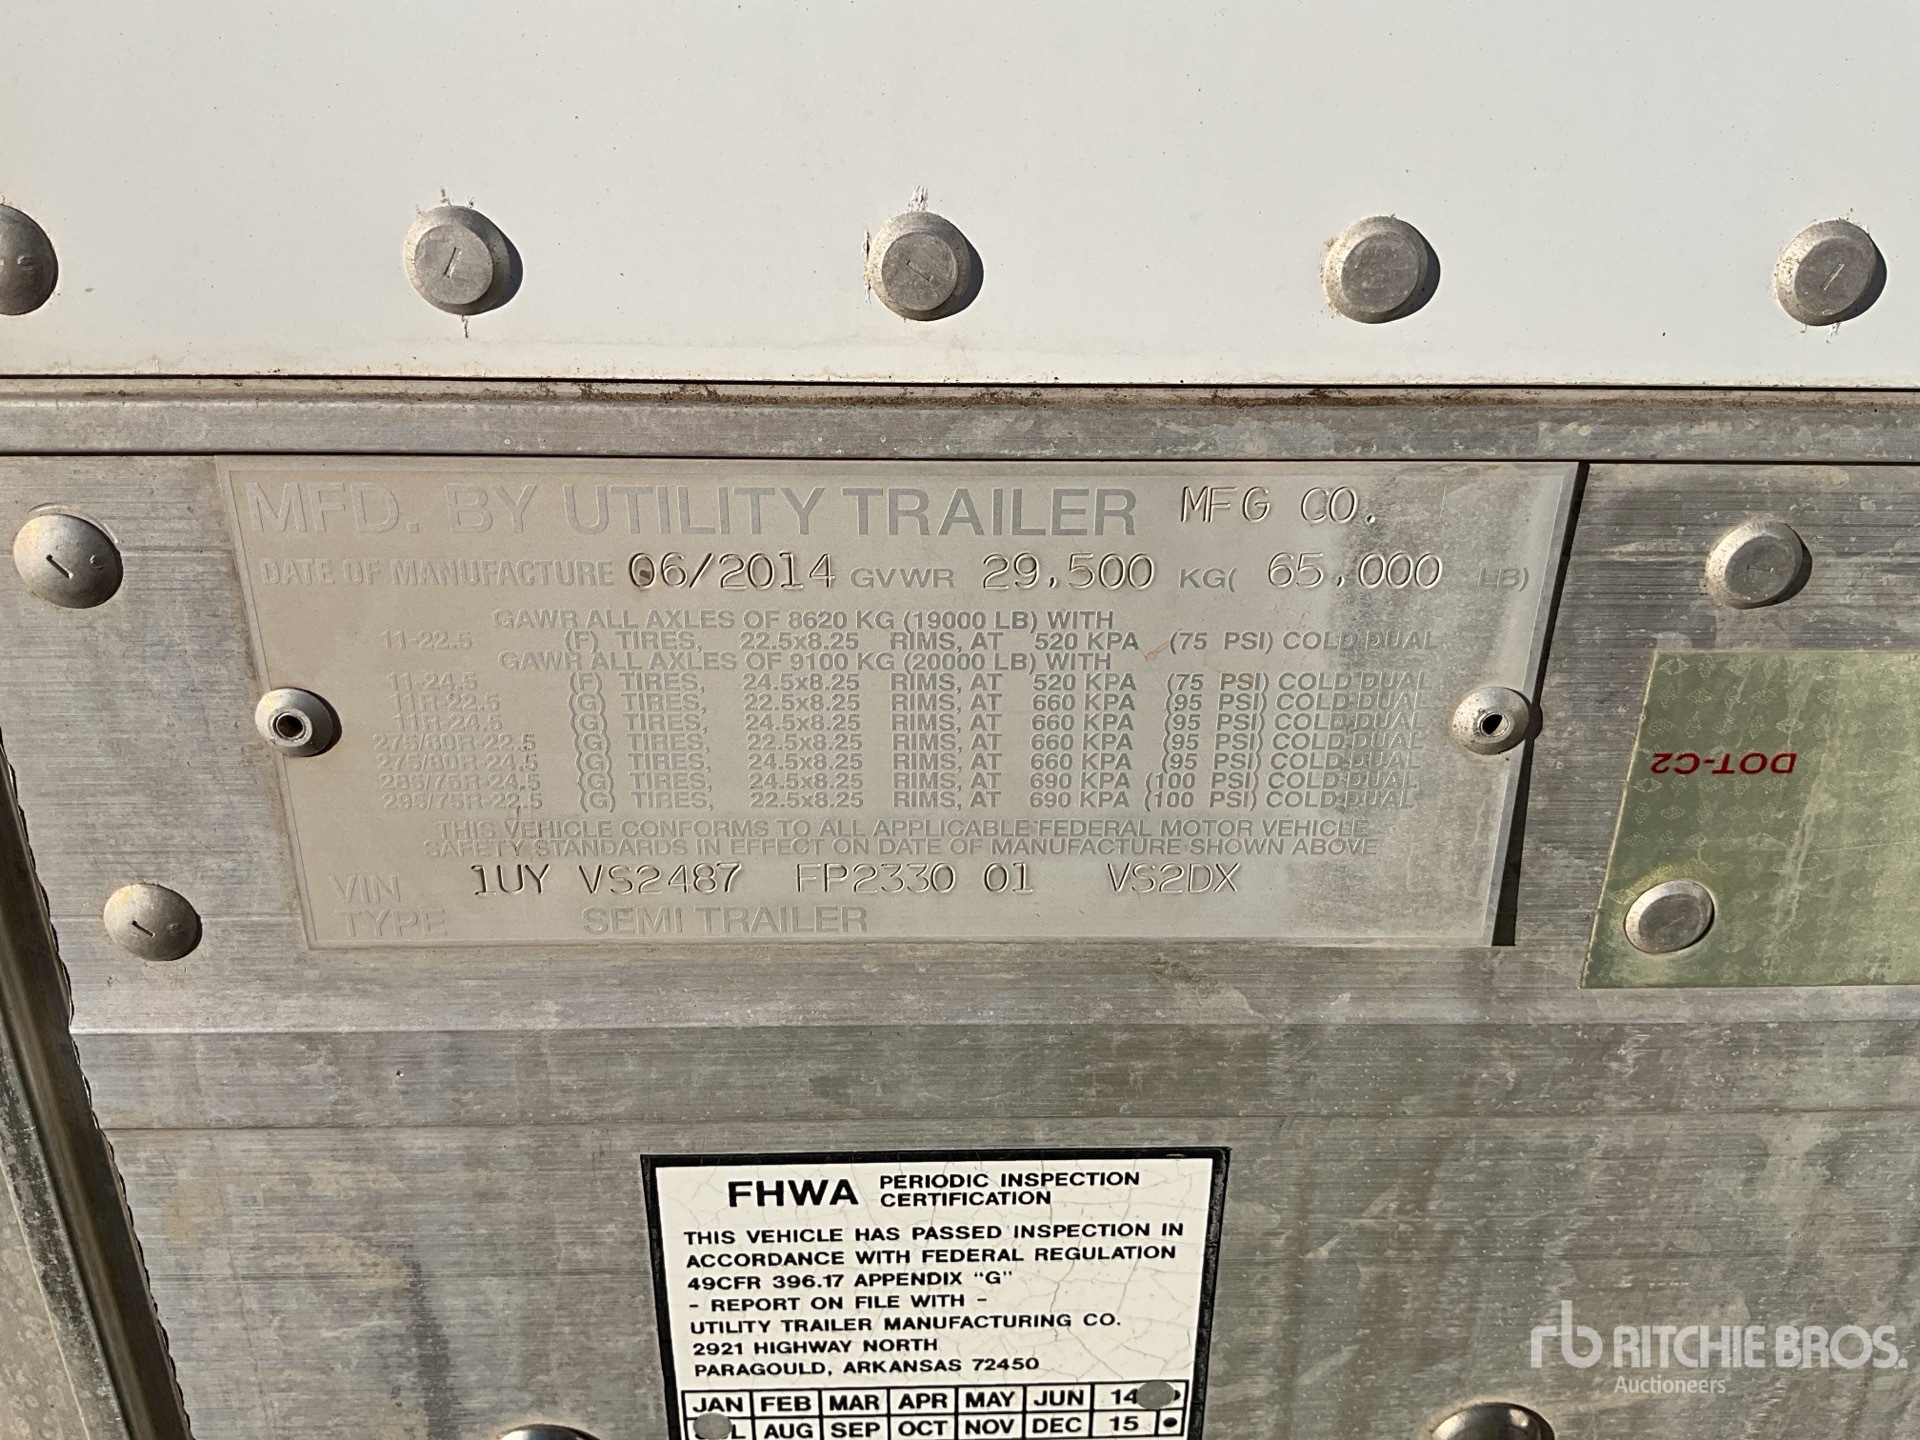 MFD. BY UTILITY TRAILER MFG CO.
DATE OF MANUFACTURE 06/2014 GVWR 29,500 KG( 65,000 LB)
GAWR ALL AXLES OF 8620 KG (19000 LB) WITH
11-22.5 (F) TIRES, 22.5x8.25 RIMS, AT 520 KPA (75 PSI) COLD DUAL
GAWR ALL AXLES OF 9100 KG (20000 LB) WITH
11-24.5 (F) TIRES, 24.5x8.25 RIMS, AT 520 KPA (75 PSI) COLD DUAL
11R-22.5 (G) TIRES, 22.5x8.25 RIMS, AT 660 KPA (95 PSI) COLD DUAL
11R-24.5 (G) TIRES, 24.5x8.25 RIMS, AT 660 KPA (95 PSI) COLD DUAL
275/80R-22.5 (G) TIRES, 22.5x8.25 RIMS, AT 660 KPA (95 PSI) COLD DUAL
275/80R-24.5 (G) TIRES, 24.5x8.25 RIMS, AT 660 KPA (95 PSI) COLD DUAL
285/75R-24.5 (G) TIRES, 24.5x8.25 RIMS, AT 690 KPA (100 PSI) COLD DUAL
295/75R-22.5 (G) TIRES, 22.5x8.25 RIMS, AT 690 KPA (100 PSI) COLD DUAL
THIS VEHICLE CONFORMS TO ALL APPLICABLE FEDERAL MOTOR VEHICLE
SAFETY STANDARDS IN EFFECT ON DATE OF MANUFACTURE SHOWN ABOVE
VIN 1UY VS2487 FP2330 01 VS2DX
TYPE SEMI TRAILER
DOT-C2
FHWA PERIODIC INSPECTION
CERTIFICATION
THIS VEHICLE HAS PASSED INSPECTION IN
ACCORDANCE WITH FEDERAL REGULATION
49CFR 396.17 APPENDIX "G"
- REPORT ON FILE WITH -
UTILITY TRAILER MANUFACTURING CO.
2921 HIGHWAY NORTH
PARAGOULD, ARKANSAS 72450
JAN FEB MAR APR MAY JUN 14
AUG SEP OCT NOV DEC 15
rb RITCHIE BROS.
Auctioneers